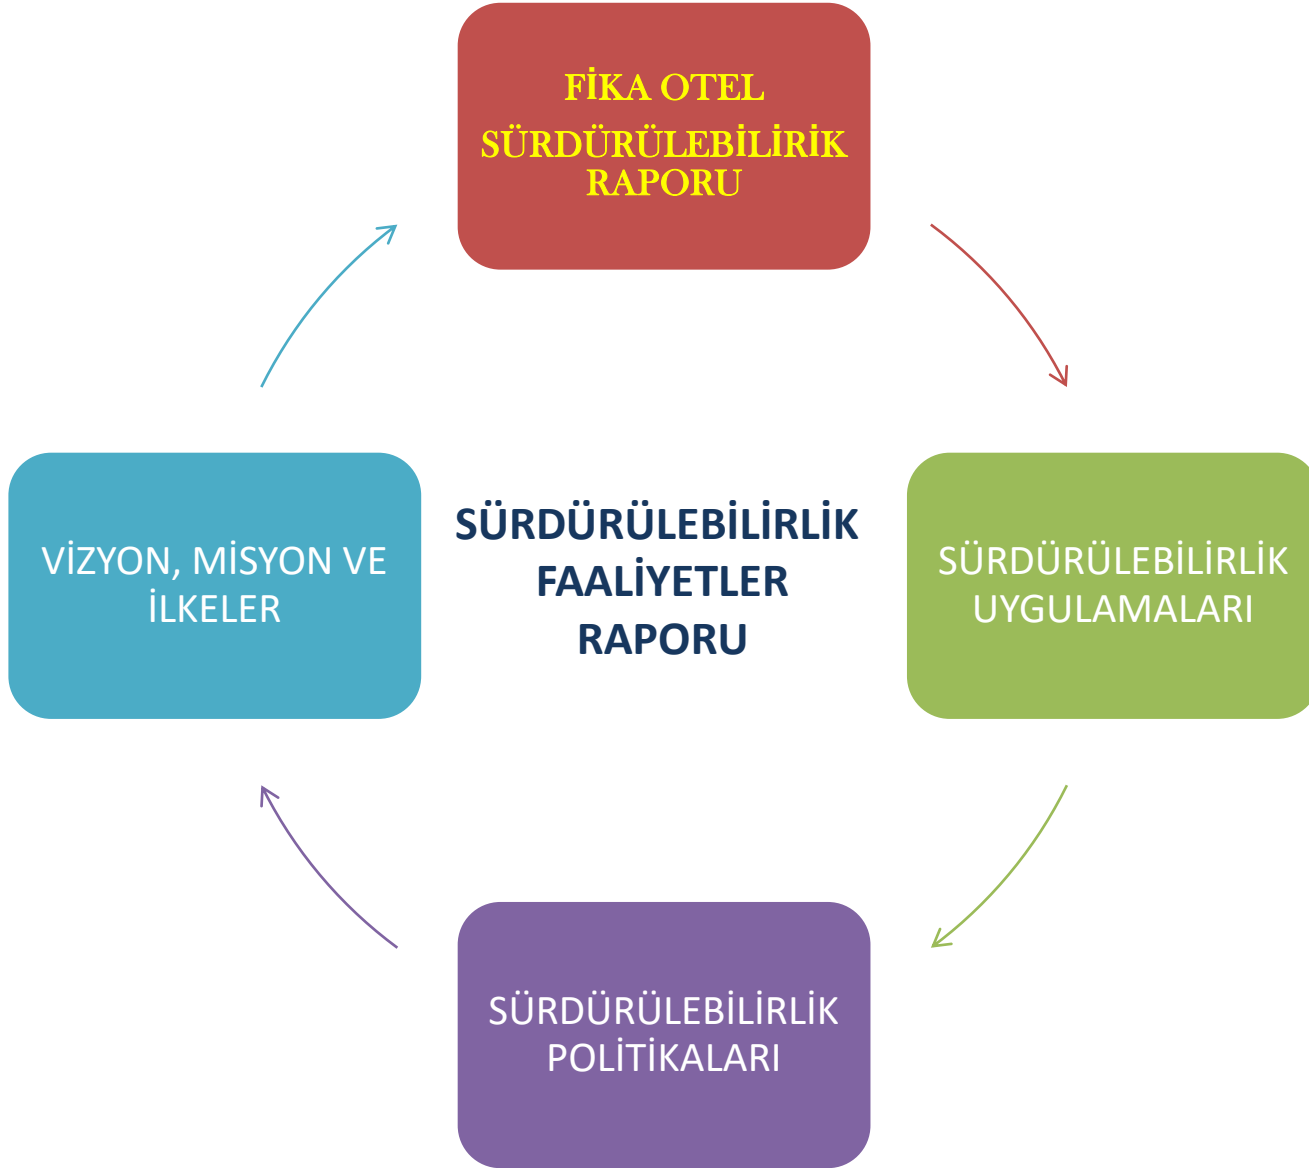 FİKA OTEL
SÜRDÜRÜLEBİLİRİK
RAPORU
VİZYON, MİSYON VE
İLKELER
SÜRDÜRÜLEBİLİRLİK
FAALİYETLER
RAPORU
SÜRDÜRÜLEBİLİRLİK
UYGULAMALARI
SÜRDÜRÜLEBİLİRLİK
POLİTİKALARI